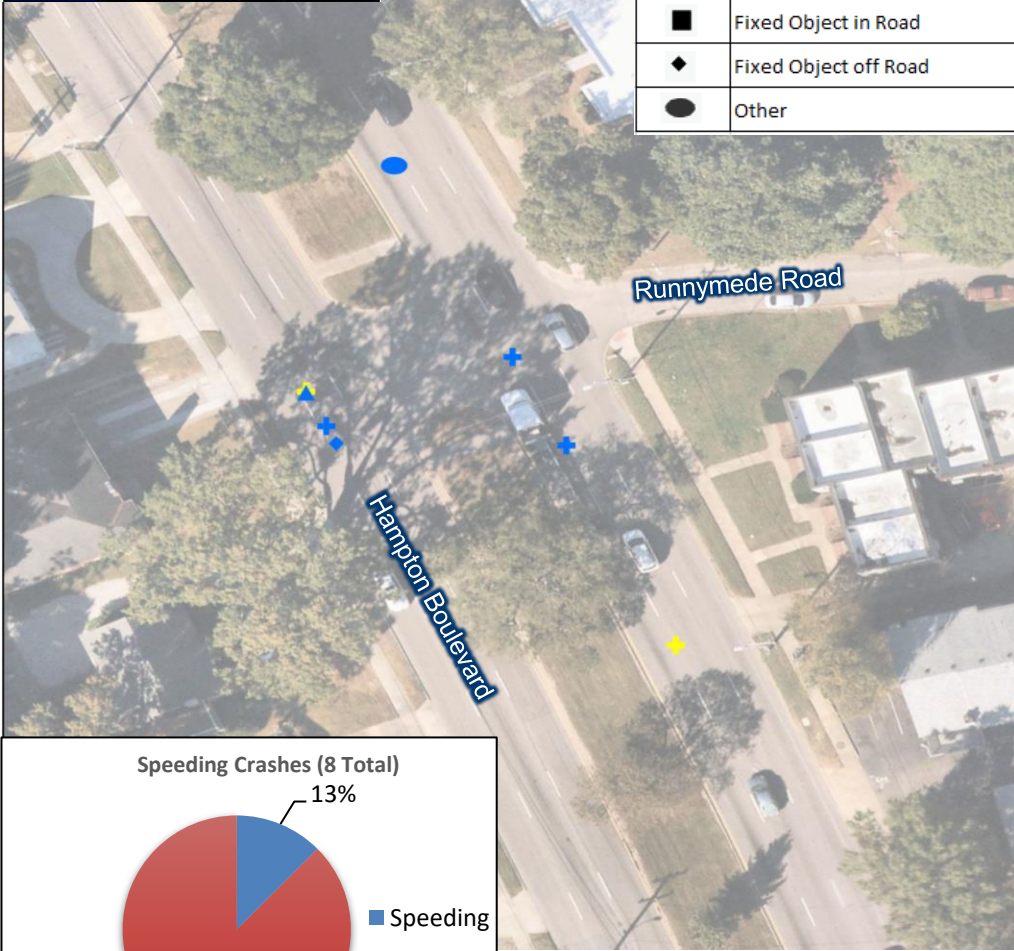 Fixed Object in Road
Fixed Object off Road
Other
Runnymede Road
Hampton Boulevard
Speeding Crashes (8 Total)
13%
Speeding